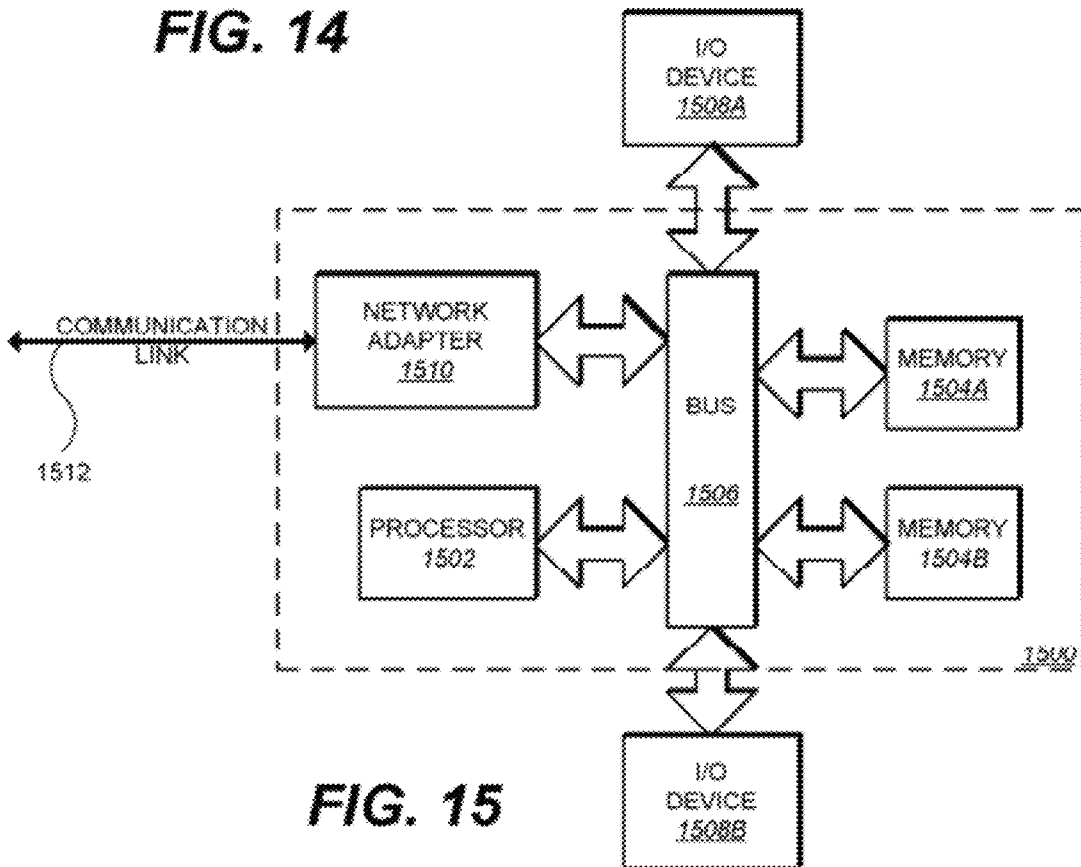 FIG. 14
I/O
DEVICE
1508A
NETWORK
ADAPTER
1510
COMMUNICATION
LINK
1512
BUS
1506
MEMORY
1504A
PROCESSOR
1502
MEMORY
1504B
1500
I/O
DEVICE
1508B
FIG. 15